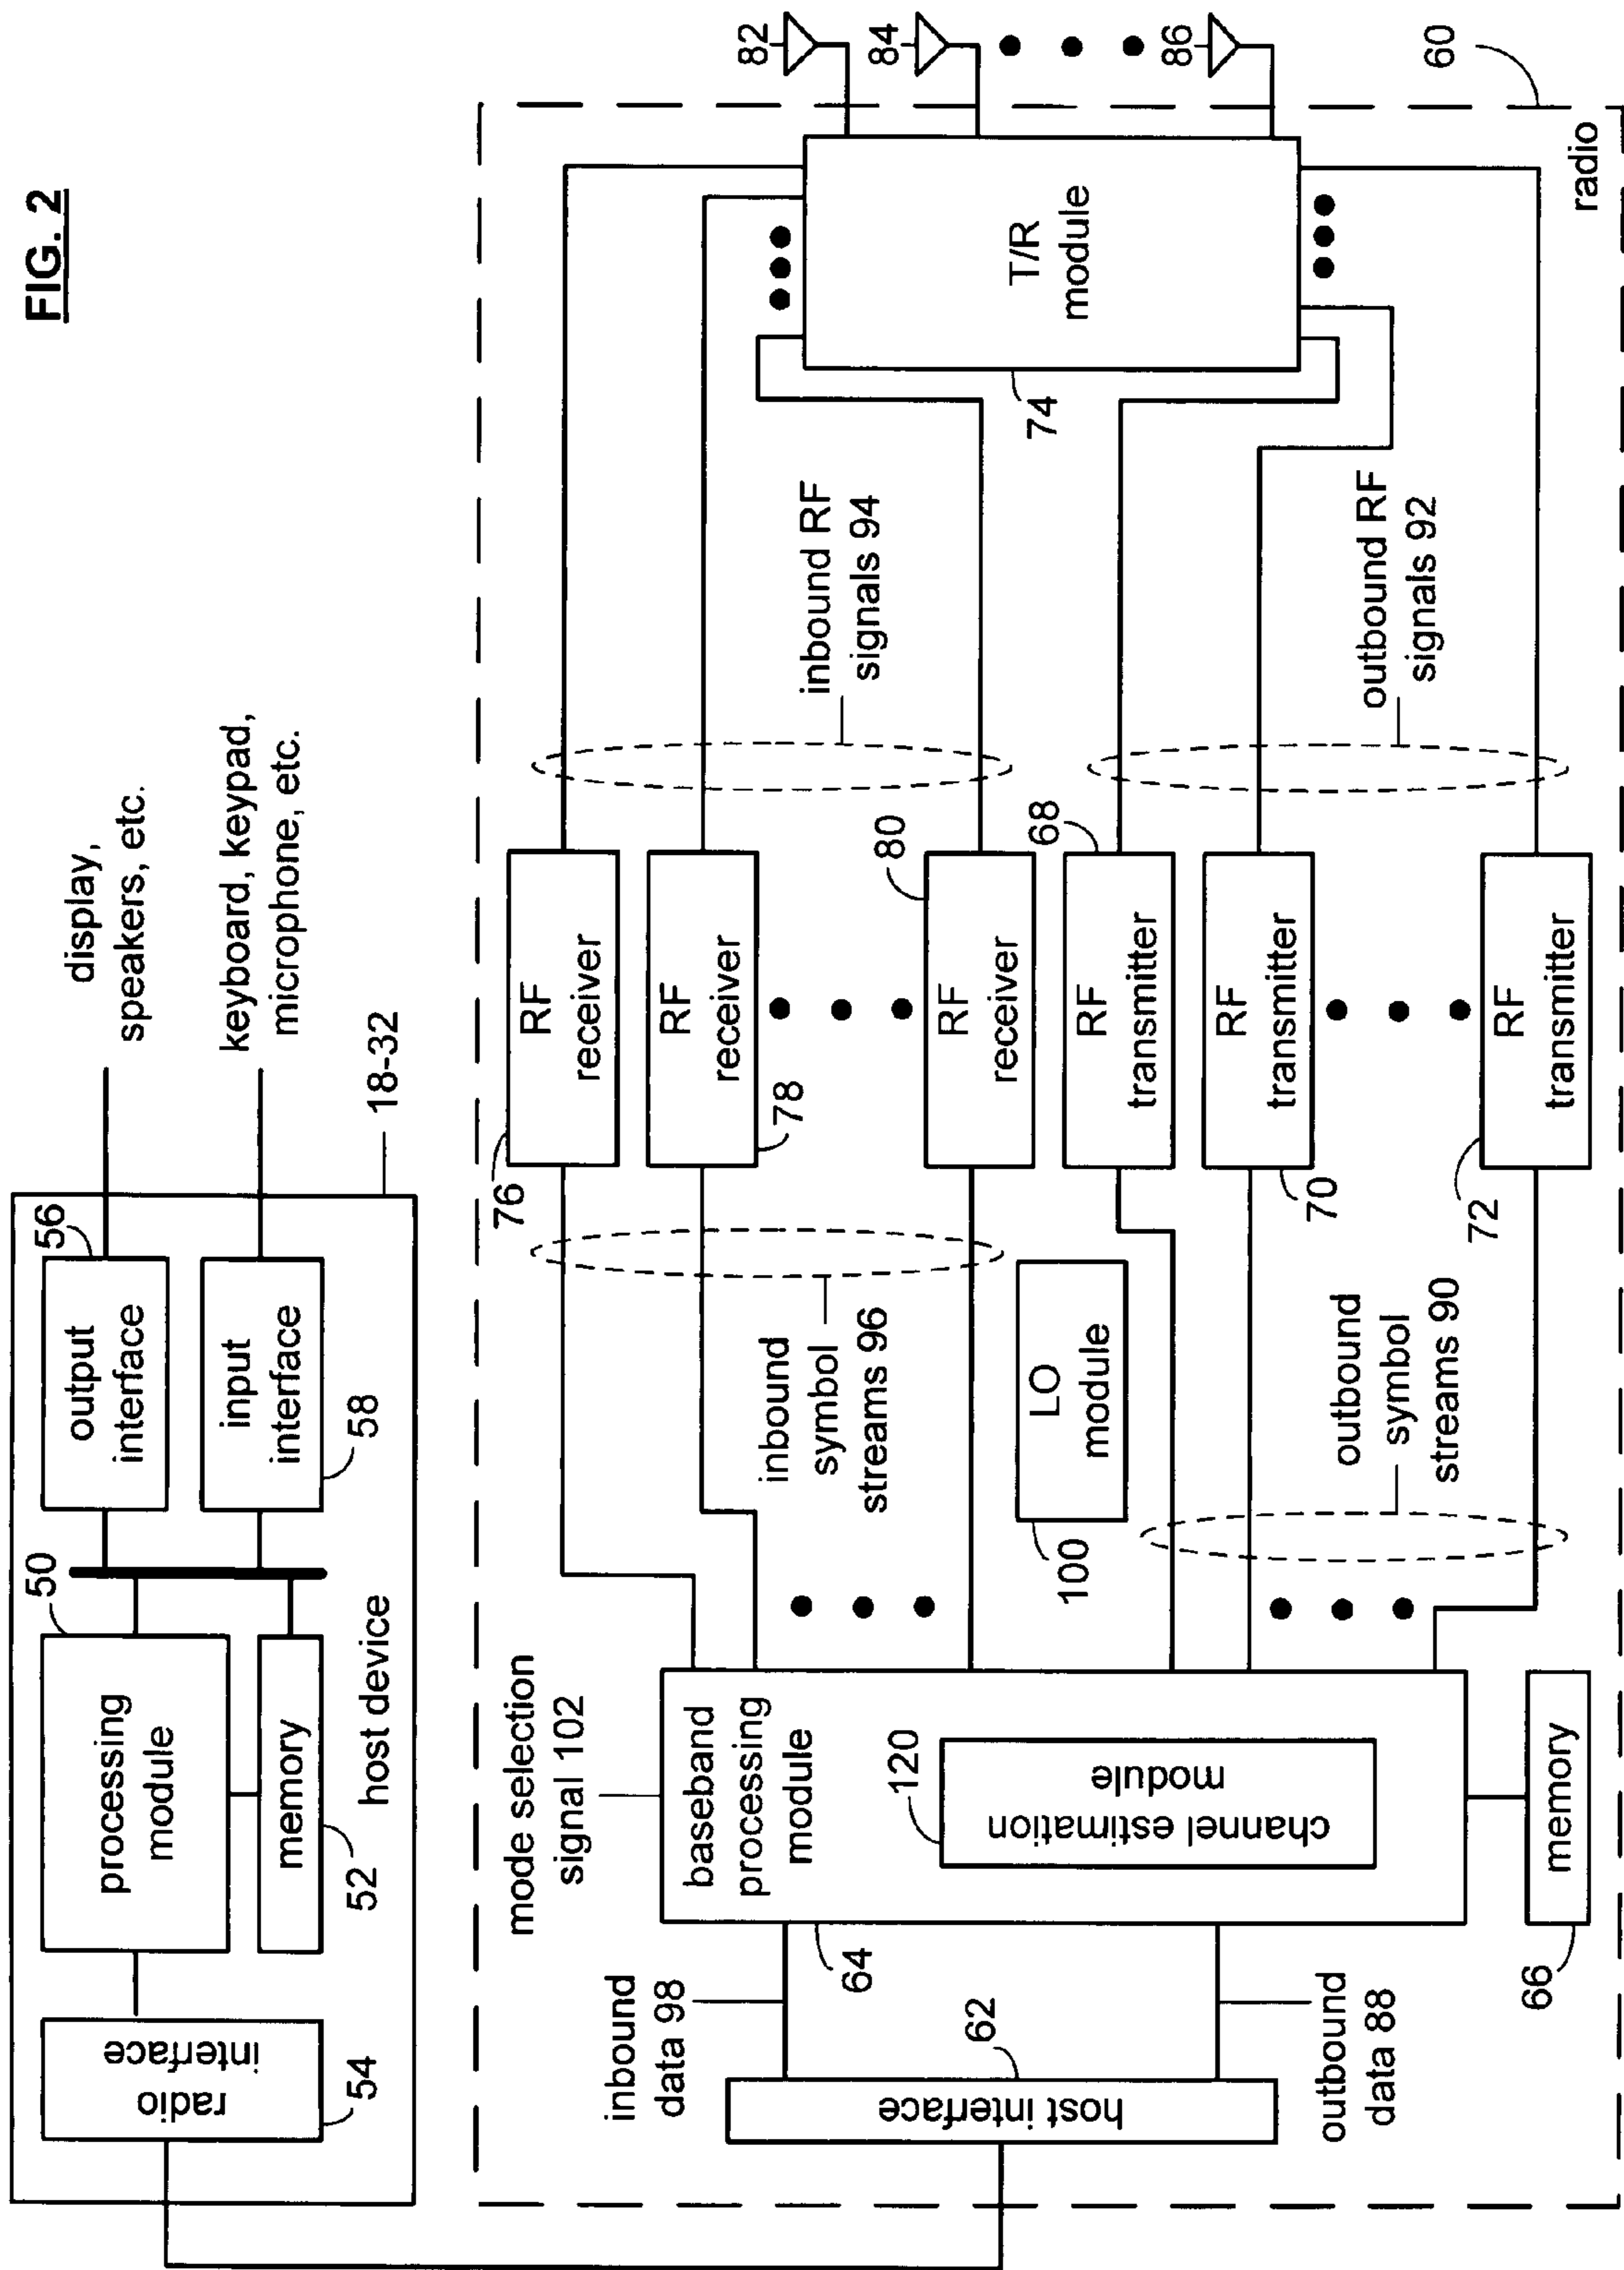 FIG. 2
display,
speakers, etc.
keyboard, keypad,
microphone, etc.
18-32
50
56
output
interface
input
interface
58
processing
module
memory
52
host device
radio
interface
54
82
84
86
60
radio
T/R
module
74
inbound RF
signals 94
outbound RF
signals 92
RF
receiver
76
RF
receiver
78
RF
receiver
80
RF
transmitter
68
RF
transmitter
70
RF
transmitter
72
inbound
symbol
streams 96
LO
module
100
outbound
symbol
streams 90
mode selection
signal 102
baseband
processing
module
64
channel estimation
module
120
memory
66
inbound
data 98
outbound
data 88
host interface
62